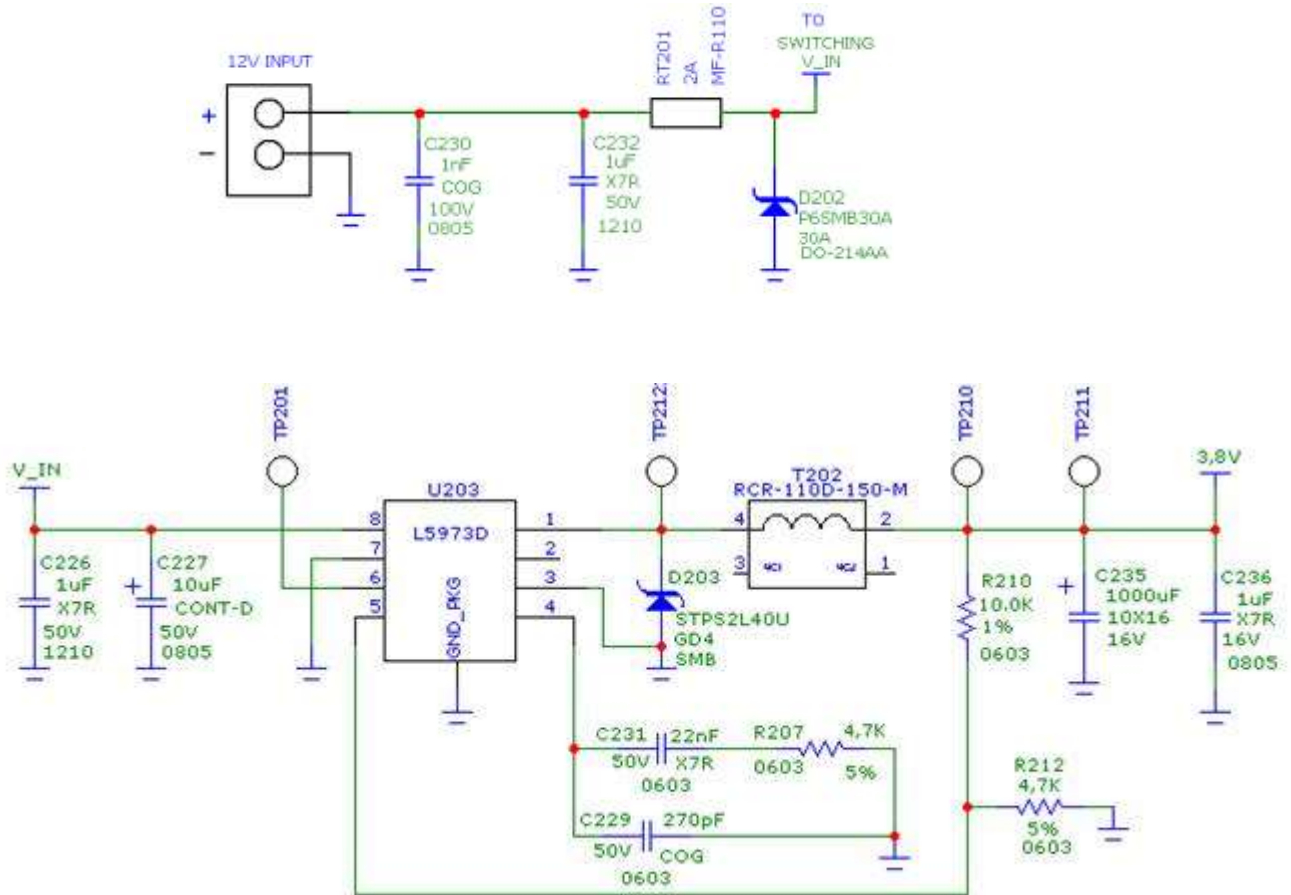 TO
SWITCHING
V_IN
12V INPUT
RT201
2A
MF-R110
+
-
C230
1nF
COG
100V
0805
C232
1uF
X7R
50V
1210
D202
P6SMB30A
30A
DO-214AA
TP201
TP212
TP210
TP211
V_IN
U203
T202
RCR-110D-150-M
3,8V
8
7
6
5
L5973D
GND_PKG
1
2
3
4
4
2
3
1
C226
1uF
X7R
50V
1210
+
C227
10uF
CONT-D
50V
0805
D203
STPS2L40U
GD4
SMB
R210
10.0K
1%
0603
+
C235
1000uF
10X16
16V
C236
1uF
X7R
16V
0805
C231 22nF
50V X7R
0603
R207 4,7K
0603 5%
C229 270pF
50V COG
0603
R212
4,7K
5%
0603